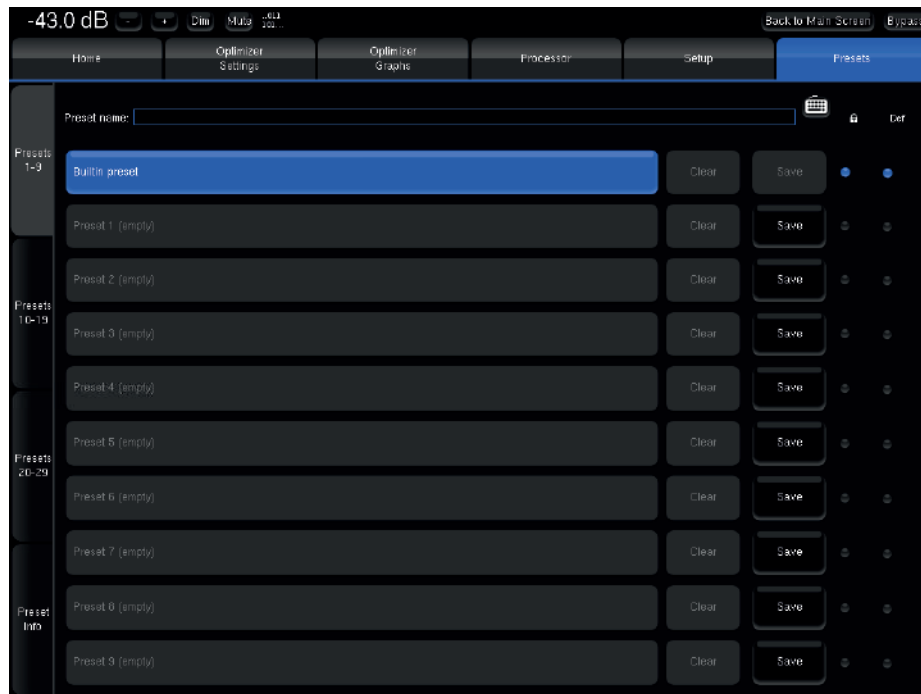 -43.0 dB - + Dim Mute Back to Main Screen Bypass
Home Optimizer Settings Optimizer Graphs Processor Setup Presets
Preset name: Def
Presets 1-9
Builtin preset Clear Save
Preset 1 (empty) Clear Save
Preset 2 (empty) Clear Save
Presets 10-19
Preset 3 (empty) Clear Save
Preset 4 (empty) Clear Save
Preset 5 (empty) Clear Save
Presets 20-29
Preset 6 (empty) Clear Save
Preset 7 (empty) Clear Save
Preset Info
Preset 8 (empty) Clear Save
Preset 9 (empty) Clear Save